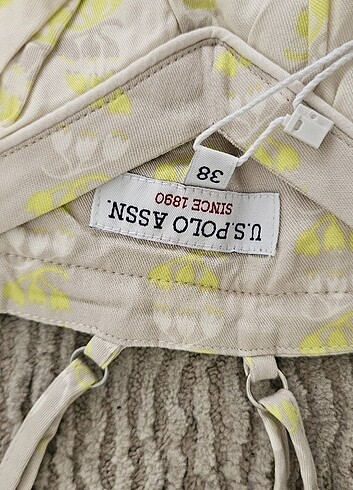 U.S. POLO ASSN.
SINCE 1890
38